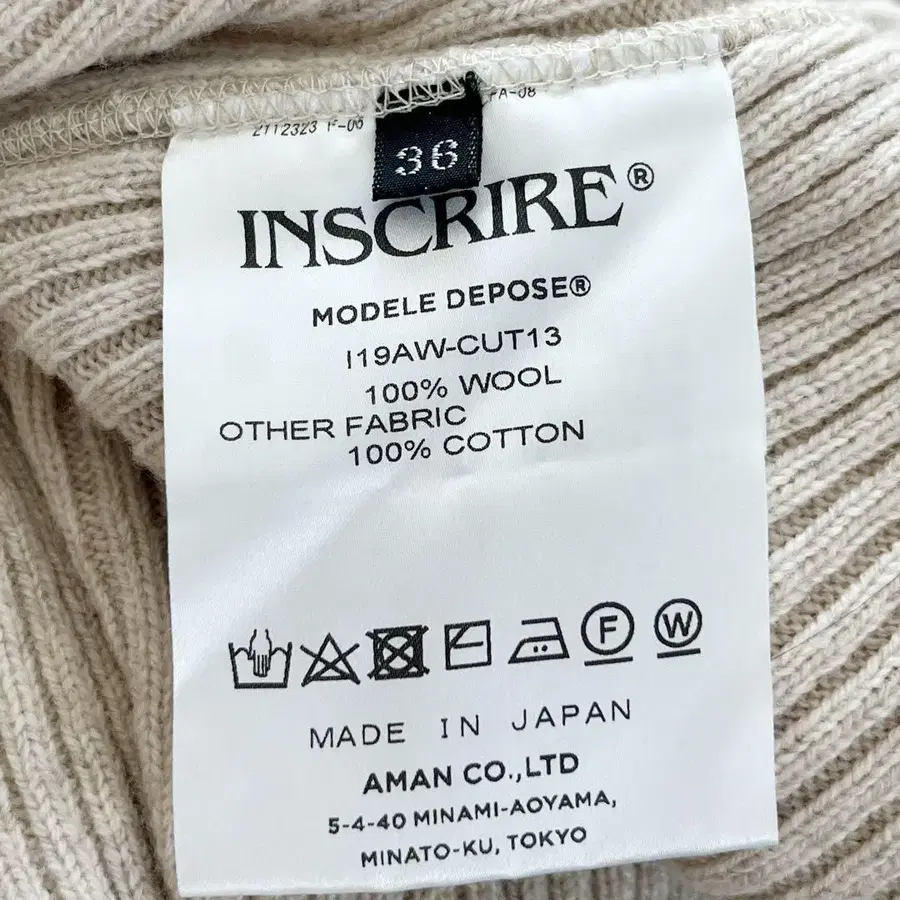 36
INSCRIRE®
MODELE DEPOSE®
I19AW-CUT13
100% WOOL
OTHER FABRIC
100% COTTON
F
W
MADE IN JAPAN
AMAN CO.,LTD
5-4-40 MINAMI-AOYAMA,
MINATO-KU, TOKYO